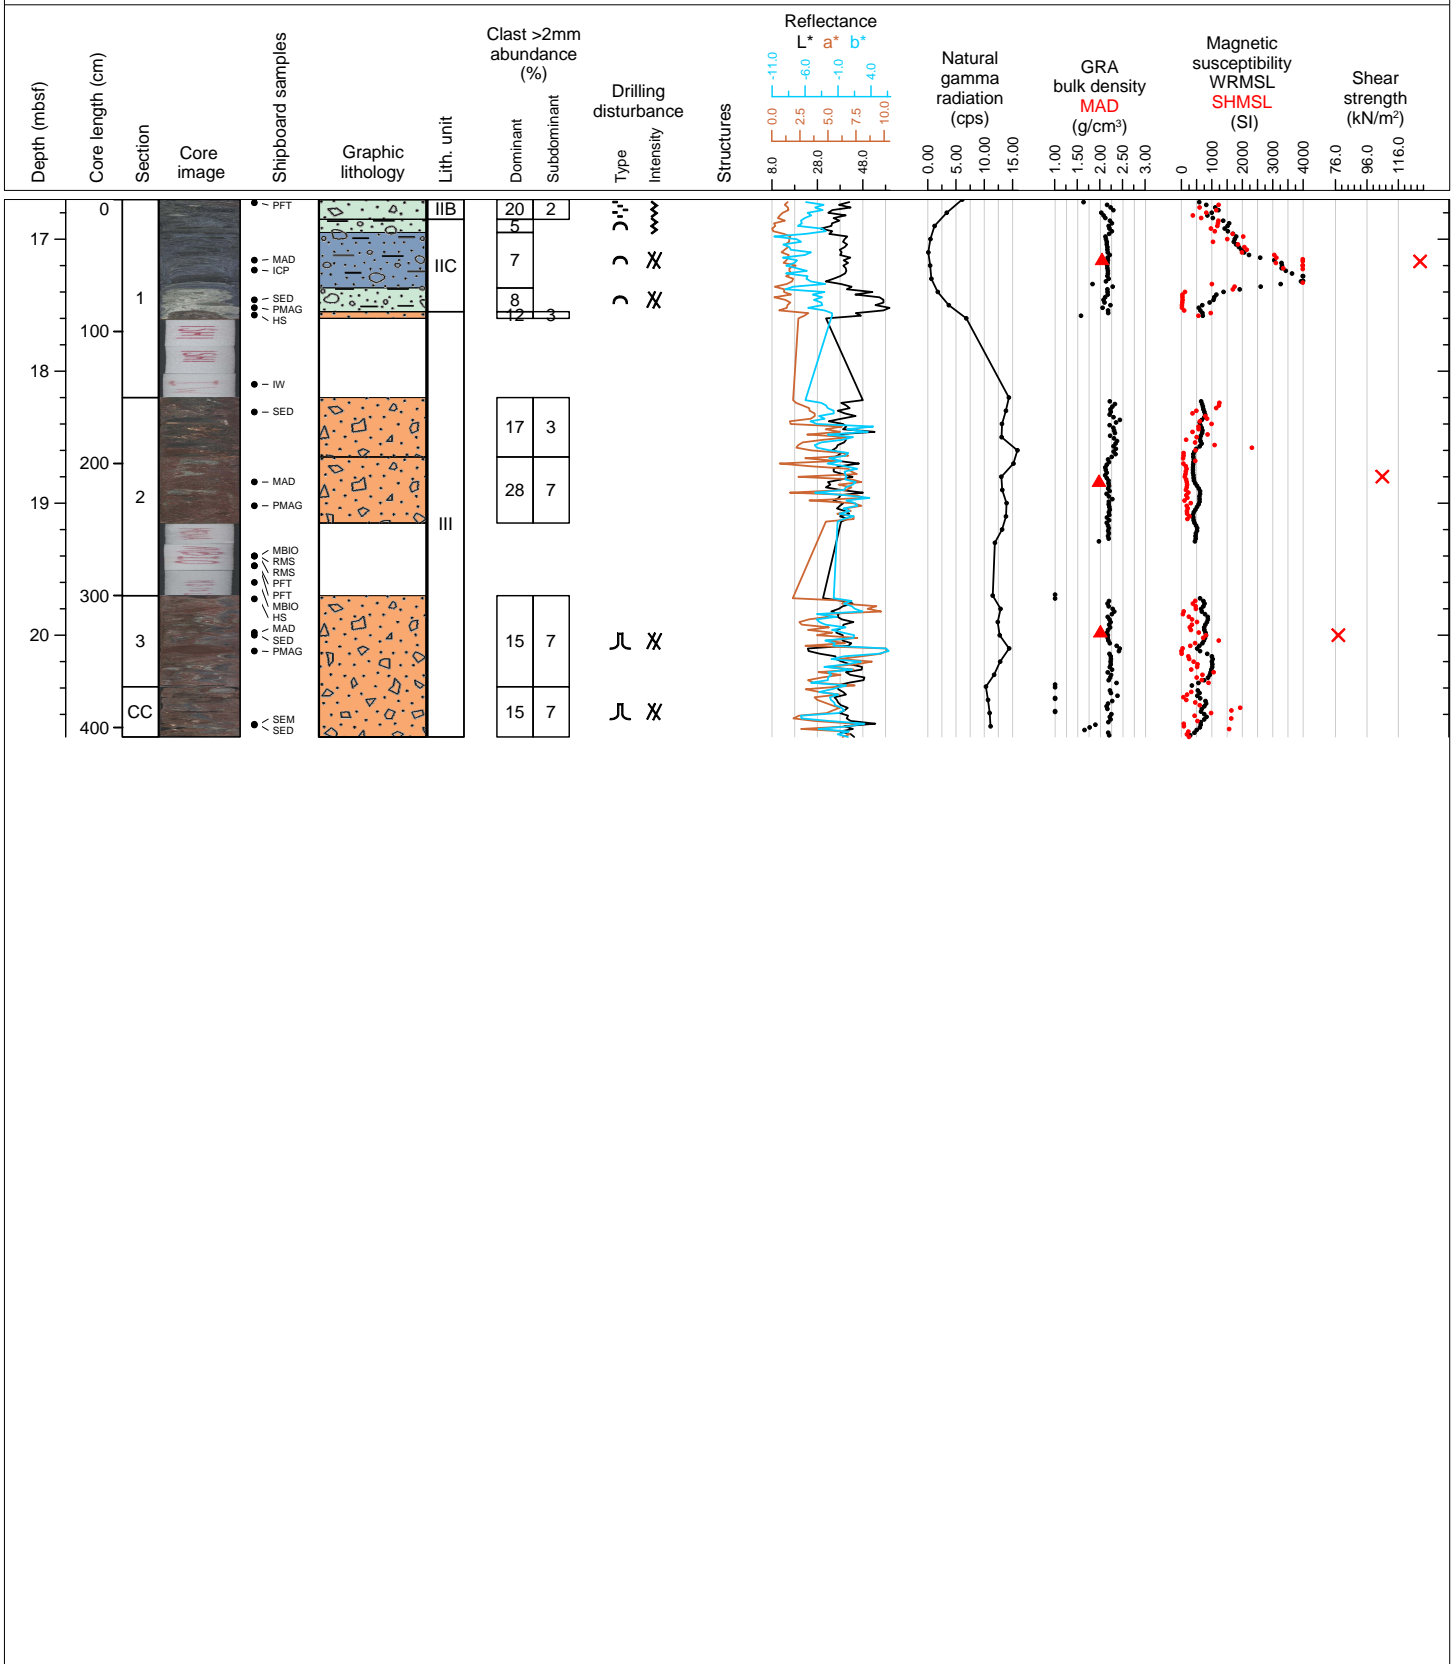 Depth (mbsf)
Core length (cm)
Section
Core
image
Shipboard samples
Graphic
lithology
Lith. unit
Clast >2mm
abundance
(%)
Dominant
Subdominant
Drilling
disturbance
Type
Intensity
Structures
Reflectance
L* a* b*
-11.0 -6.0 -1.0 4.0
0.0 2.5 5.0 7.5 10.0
8.0 28.0 48.0
Natural
gamma
radiation
(cps)
0.00 5.00 10.00 15.00
GRA
bulk density
MAD
(g/cm³)
1.00 1.50 2.00 2.50 3.00
Magnetic
susceptibility
WRMSL
SHMSL
(SI)
0 1000 2000 3000 4000
Shear
strength
(kN/m²)
76.0 96.0 116.0
0
PFT
IIB
20 2
5
17
MAD
ICP
IIC
7
1
SED
PMAG
HS
8
12 3
100
18
IW
SED
17 3
200
MAD
2
28 7
19
PMAG
III
MBIO
RMS
RMS
PFT
PFT
MBIO
HS
300
MAD
20
3
SED
PMAG
15 7
CC
15 7
SEM
SED
400